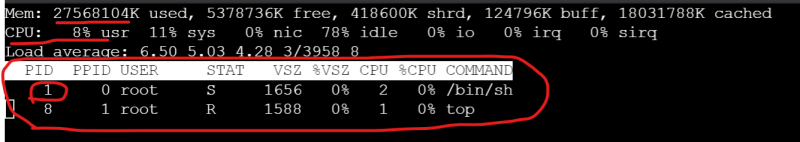 Mem: 27568104K used, 5378736K free, 418600K shrd, 124796K buff, 18031788K cached
CPU:   8% usr  11% sys   0% nic  78% idle   0% io   0% irq   0% sirq
Load average: 6.50 5.03 4.28 3/3958 8
PID  PPID USER     STAT   VSZ %VSZ CPU %CPU COMMAND
1     0 root     S     1656   0%   2   0% /bin/sh
8     1 root     R     1588   0%   1   0% top